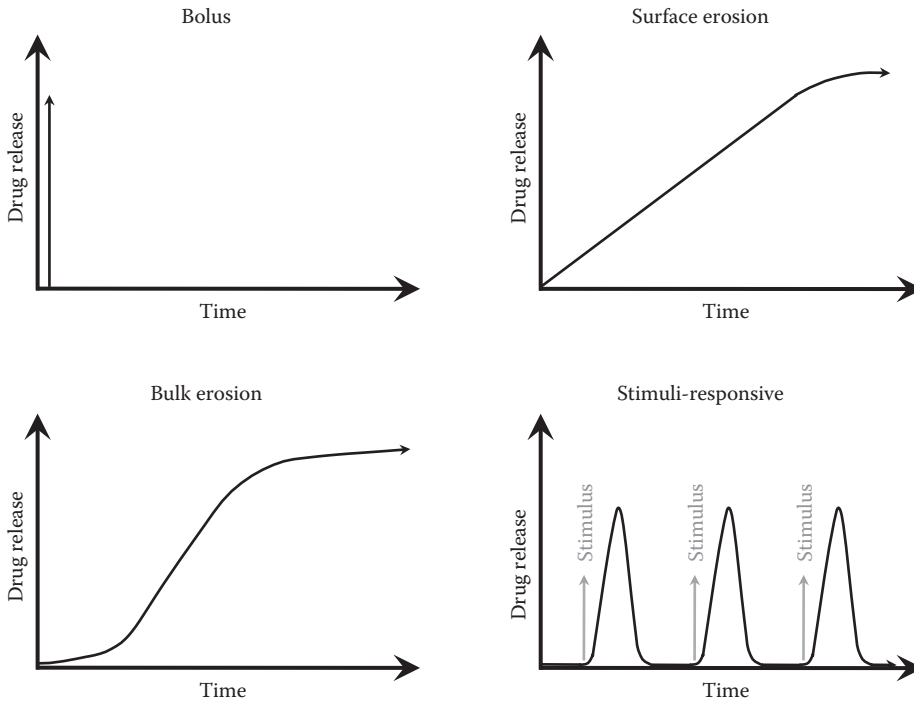 Bolus
Drug release
Time
Surface erosion
Drug release
Time
Bulk erosion
Drug release
Time
Stimuli-responsive
Drug release
Stimulus
Stimulus
Stimulus
Time